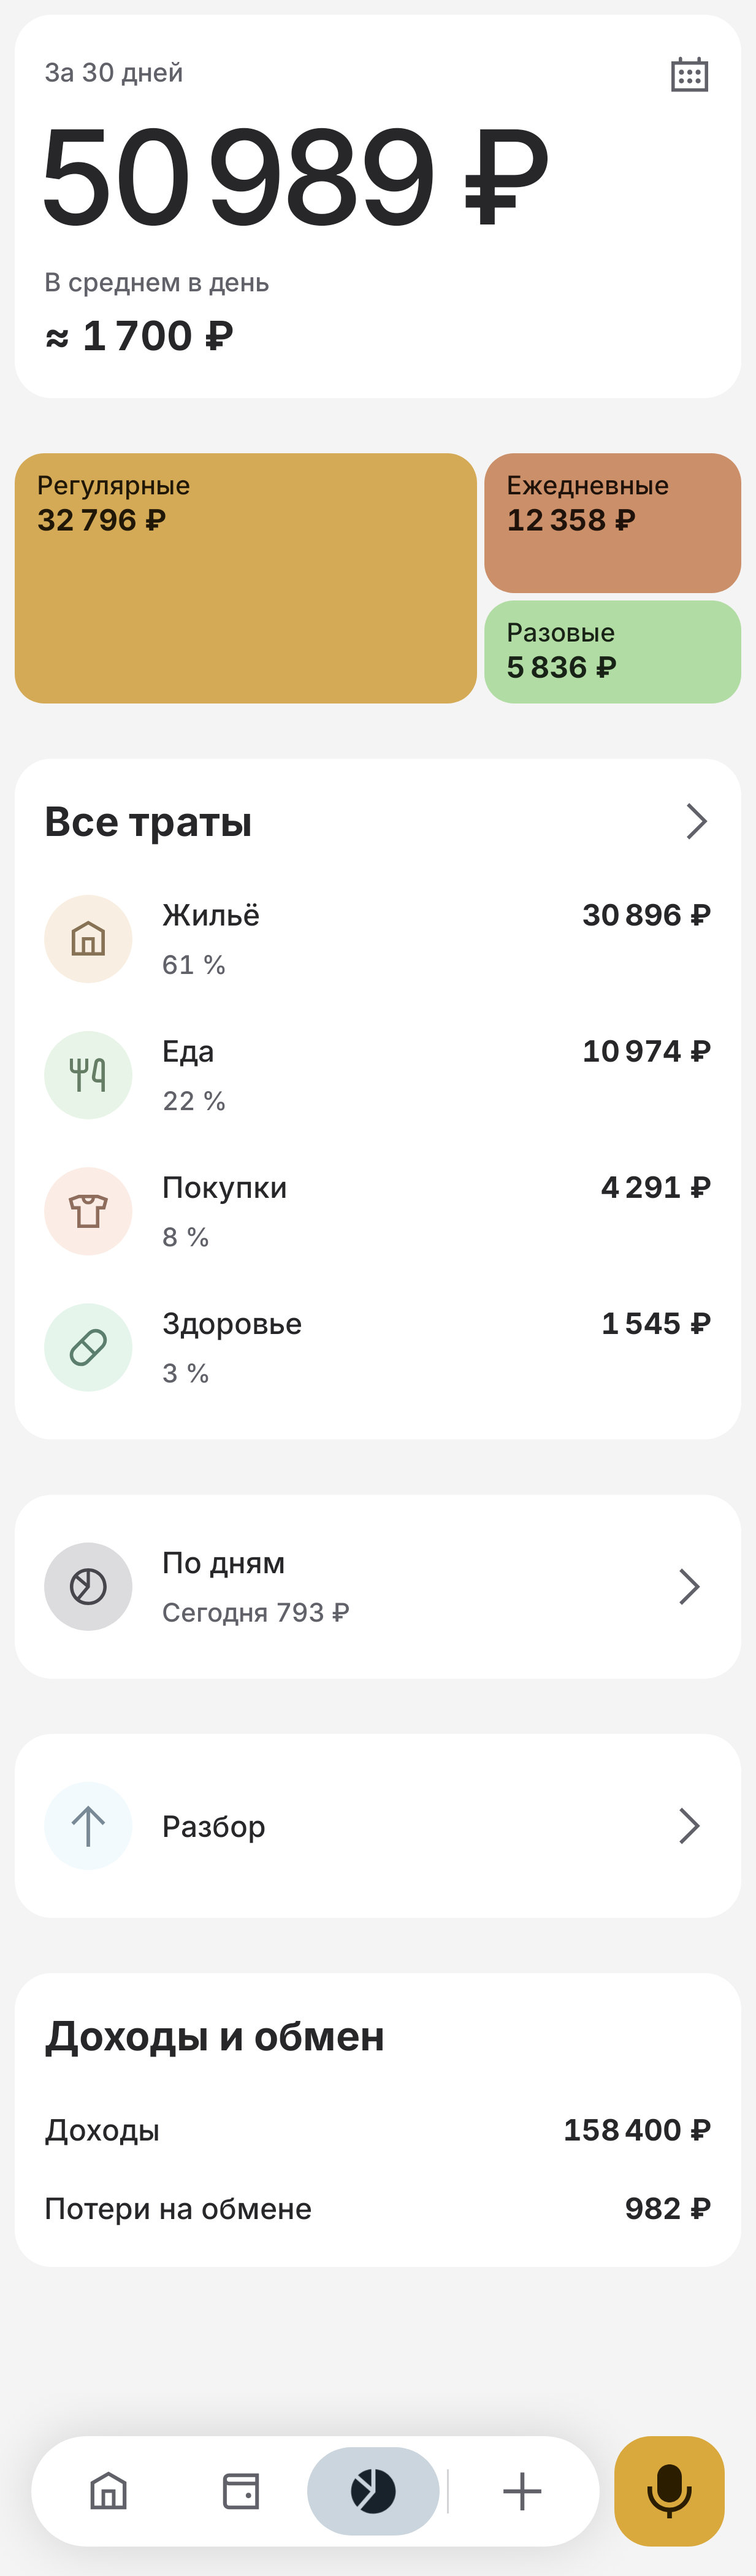 За 30 дней
50 989 ₽
В среднем в день
≈ 1 700 ₽
Регулярные
32 796 ₽
Ежедневные
12 358 ₽
Разовые
5 836 ₽
Все траты
Жильё
30 896 ₽
61 %
Еда
10 974 ₽
22 %
Покупки
4 291 ₽
8 %
Здоровье
1 545 ₽
3 %
По дням
Сегодня 793 ₽
Разбор
Доходы и обмен
Доходы
158 400 ₽
Потери на обмене
982 ₽